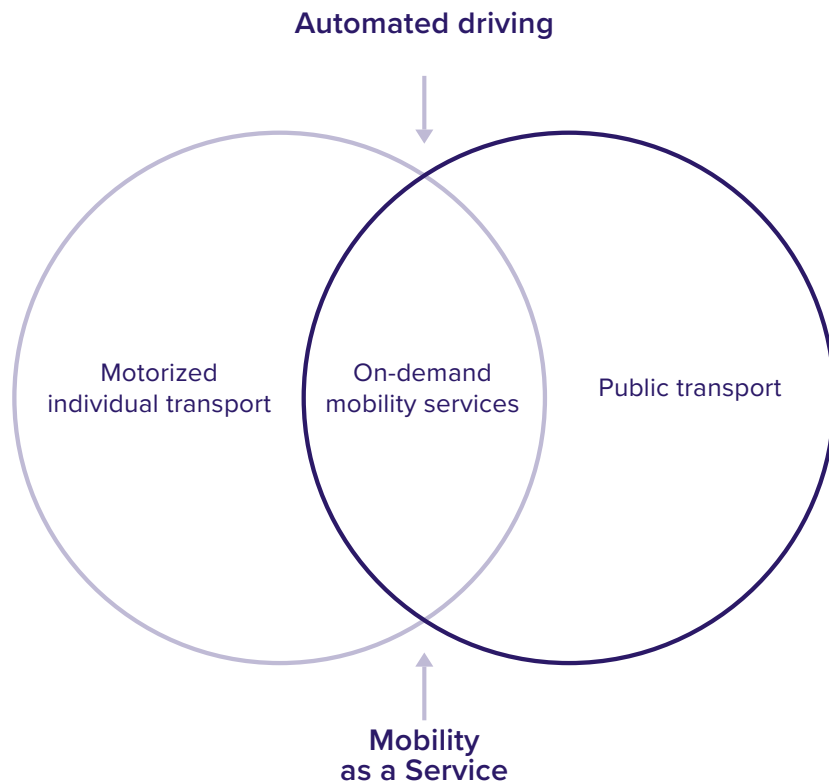 Automated driving
Motorized
individual transport
On-demand
mobility services
Public transport
Mobility
as a Service